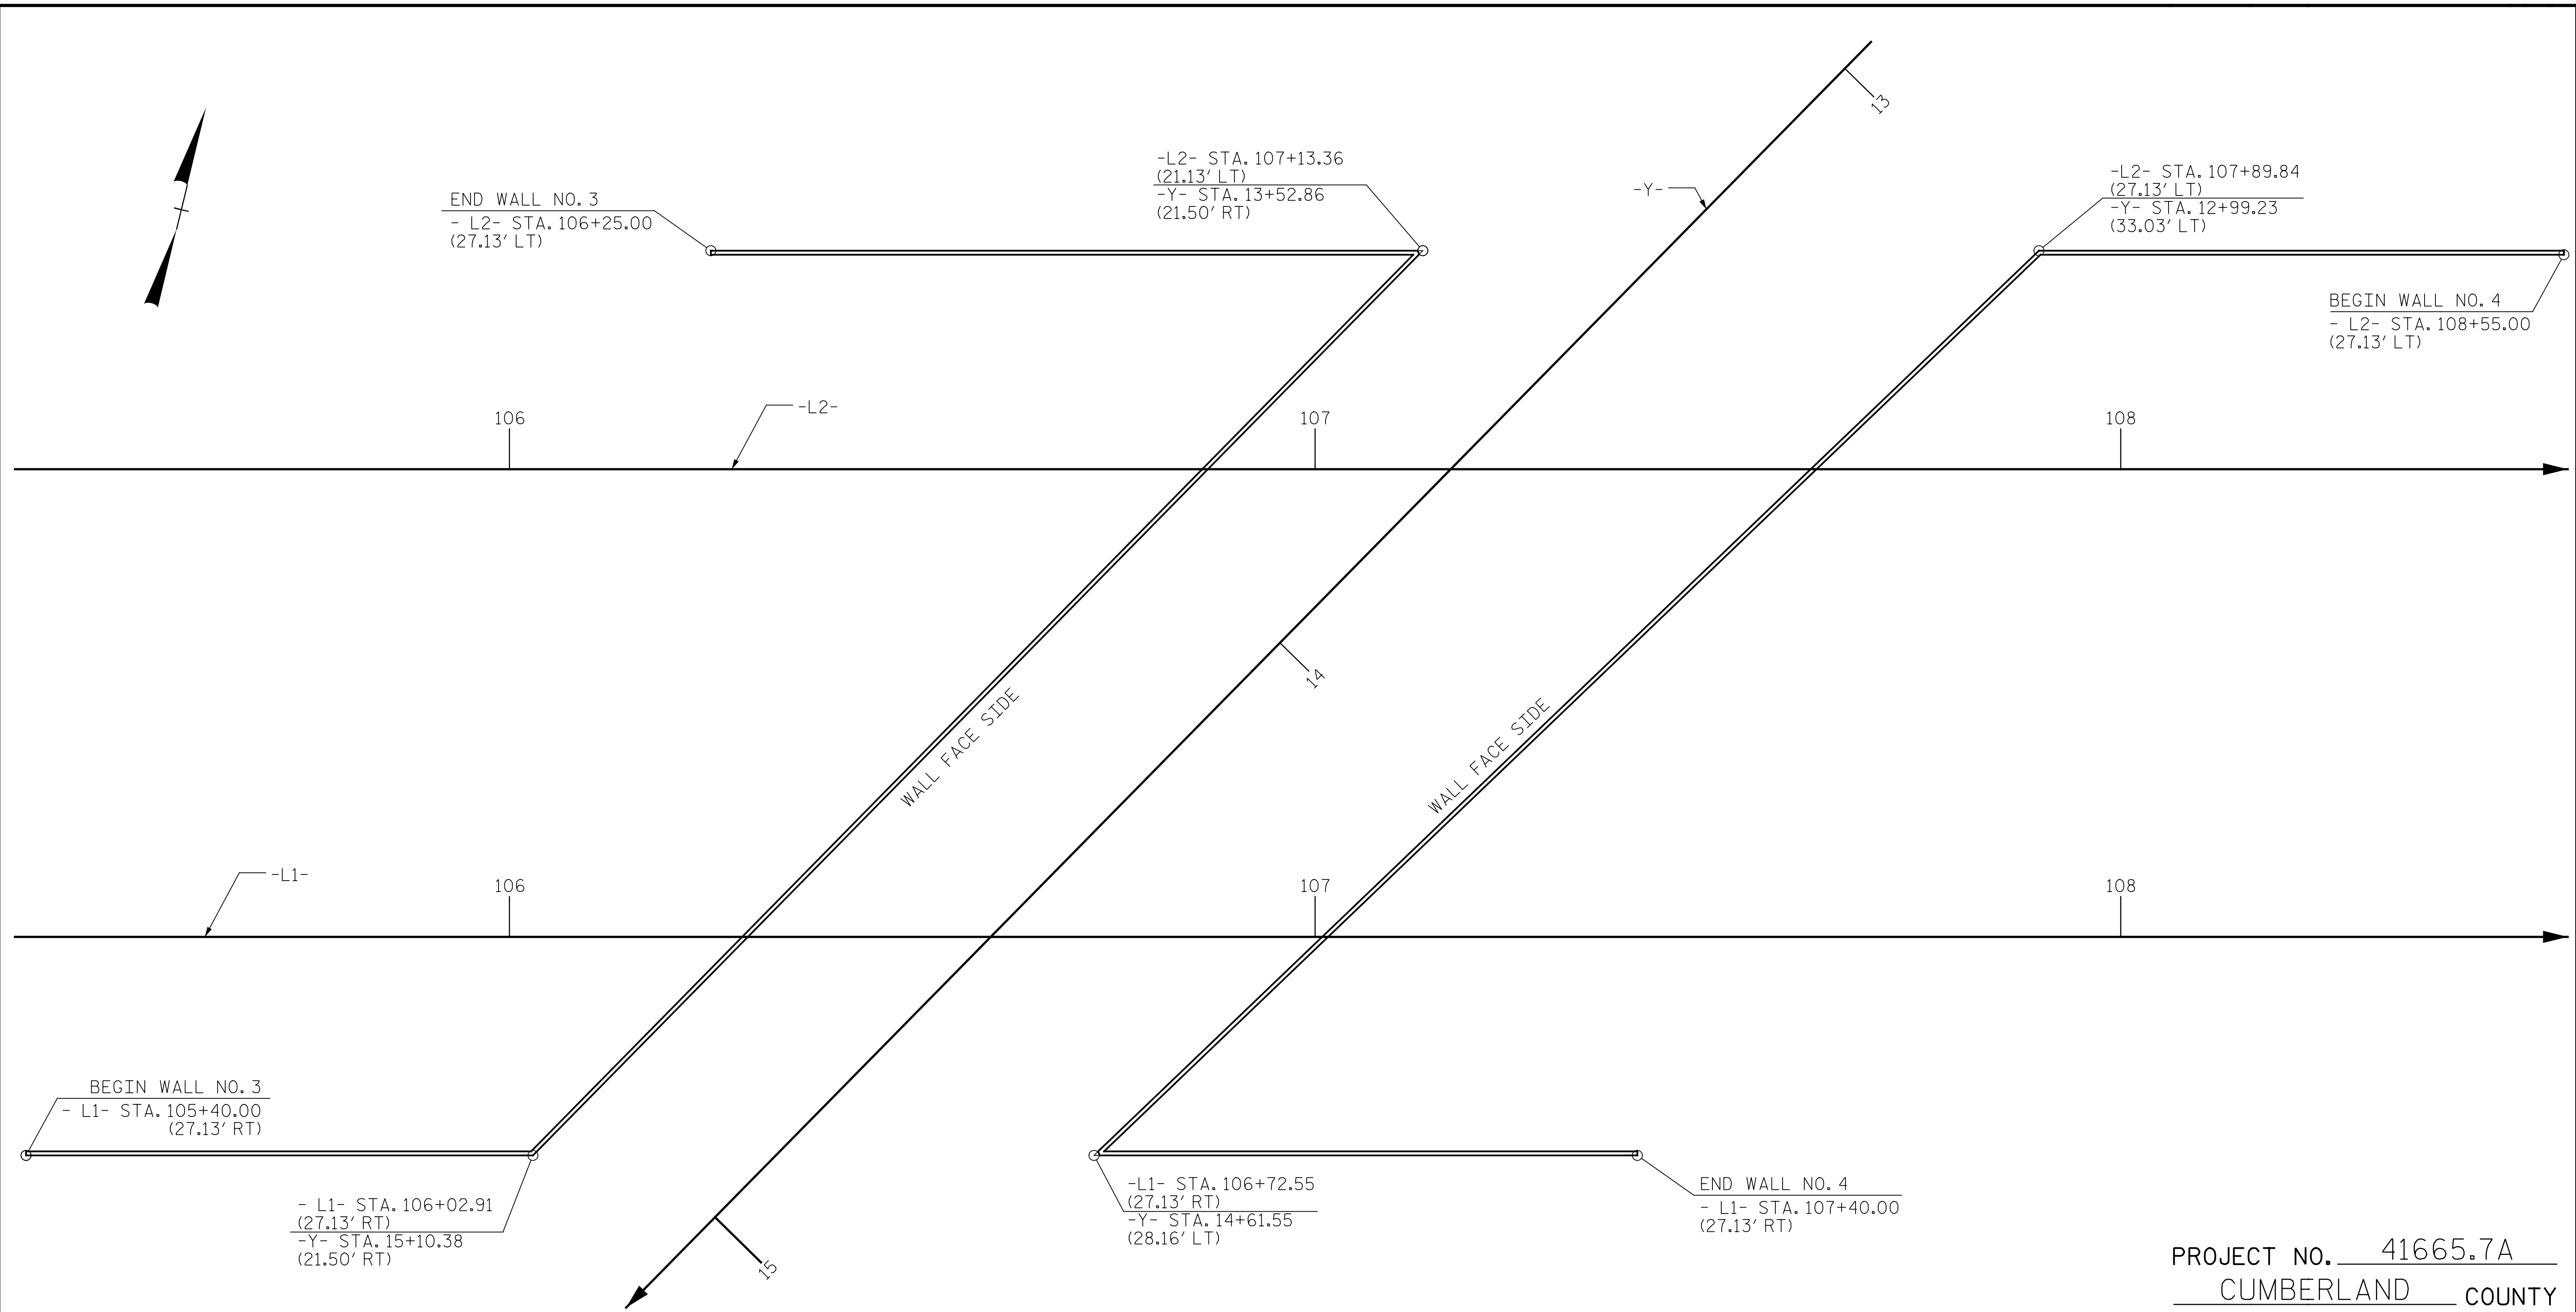 13
-L2- STA. 107+13.36
(21.13' LT)
-Y- STA. 13+52.86
(21.50' RT)
-L2- STA. 107+89.84
(27.13' LT)
-Y- STA. 12+99.23
(33.03' LT)
-Y-
END WALL NO. 3
- L2- STA. 106+25.00
(27.13' LT)
BEGIN WALL NO. 4
- L2- STA. 108+55.00
(27.13' LT)
-L2-
106
107
108
14
WALL FACE SIDE
WALL FACE SIDE
-L1-
106
107
108
BEGIN WALL NO. 3
- L1- STA. 105+40.00
(27.13' RT)
- L1- STA. 106+02.91
(27.13' RT)
-Y- STA. 15+10.38
(21.50' RT)
-L1- STA. 106+72.55
(27.13' RT)
-Y- STA. 14+61.55
(28.16' LT)
END WALL NO. 4
- L1- STA. 107+40.00
(27.13' RT)
15
PROJECT NO. 41665.7A
CUMBERLAND COUNTY